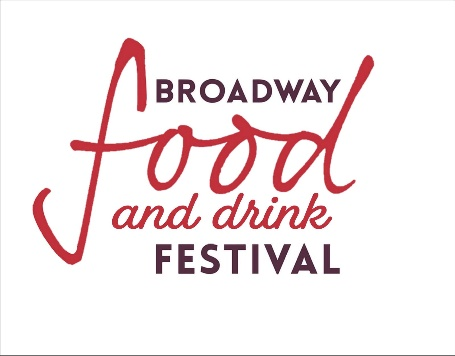 BROADWAY
food
and drink
FESTIVAL